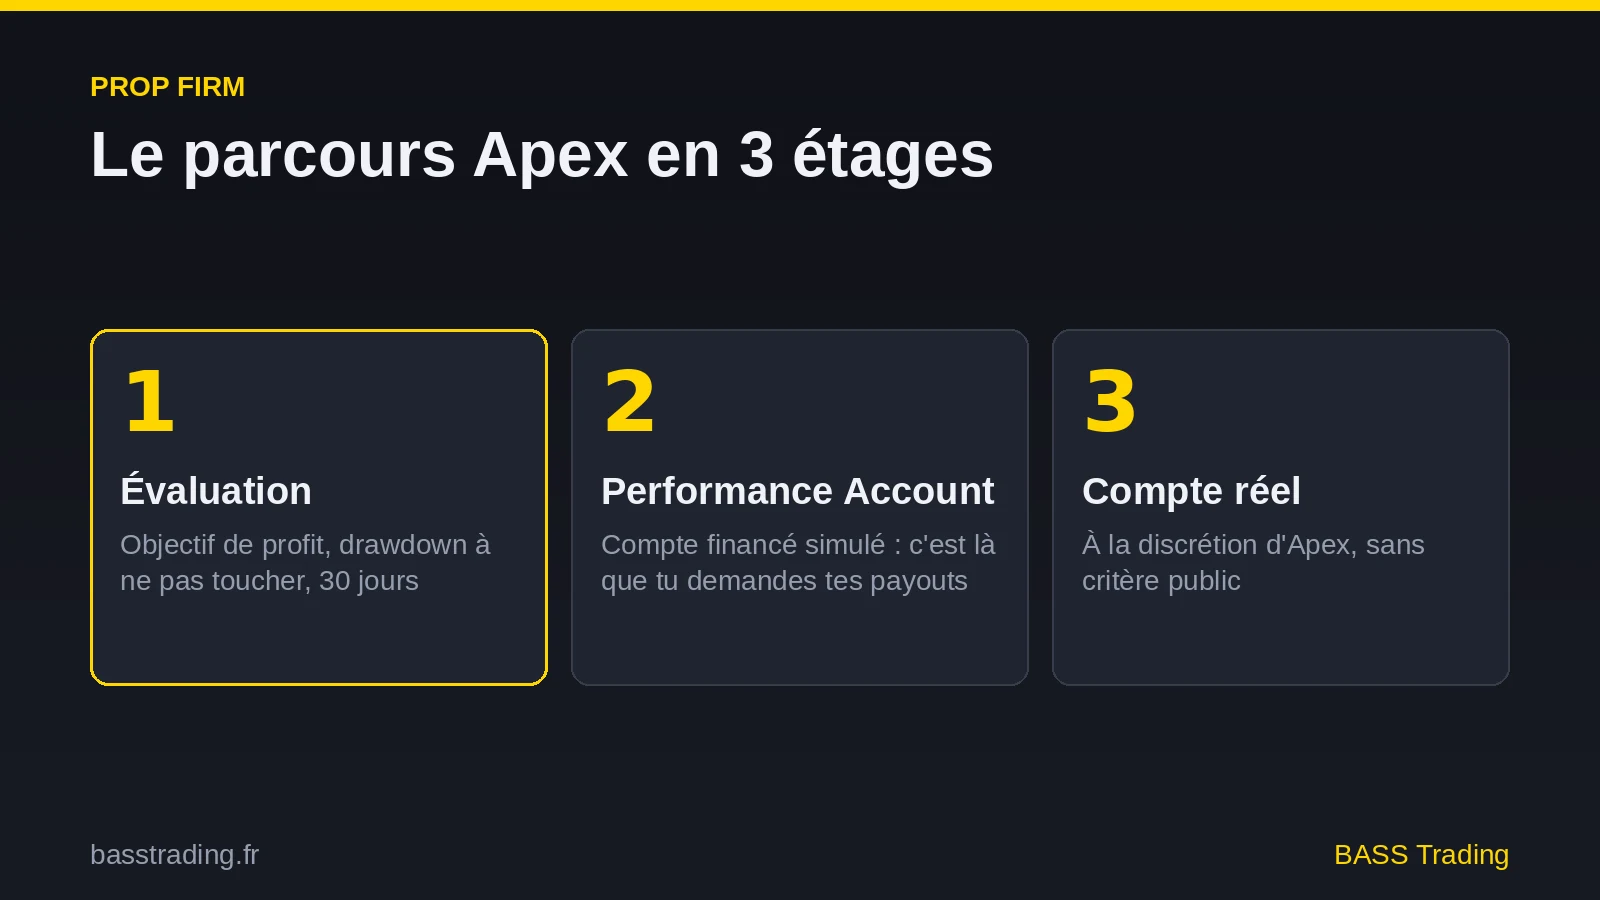 PROP FIRM
Le parcours Apex en 3 étages
1
Évaluation
Objectif de profit, drawdown à
ne pas toucher, 30 jours
2
Performance Account
Compte financé simulé : c'est là
que tu demandes tes payouts
3
Compte réel
À la discrétion d'Apex, sans
critère public
basstrading.fr
BASS Trading